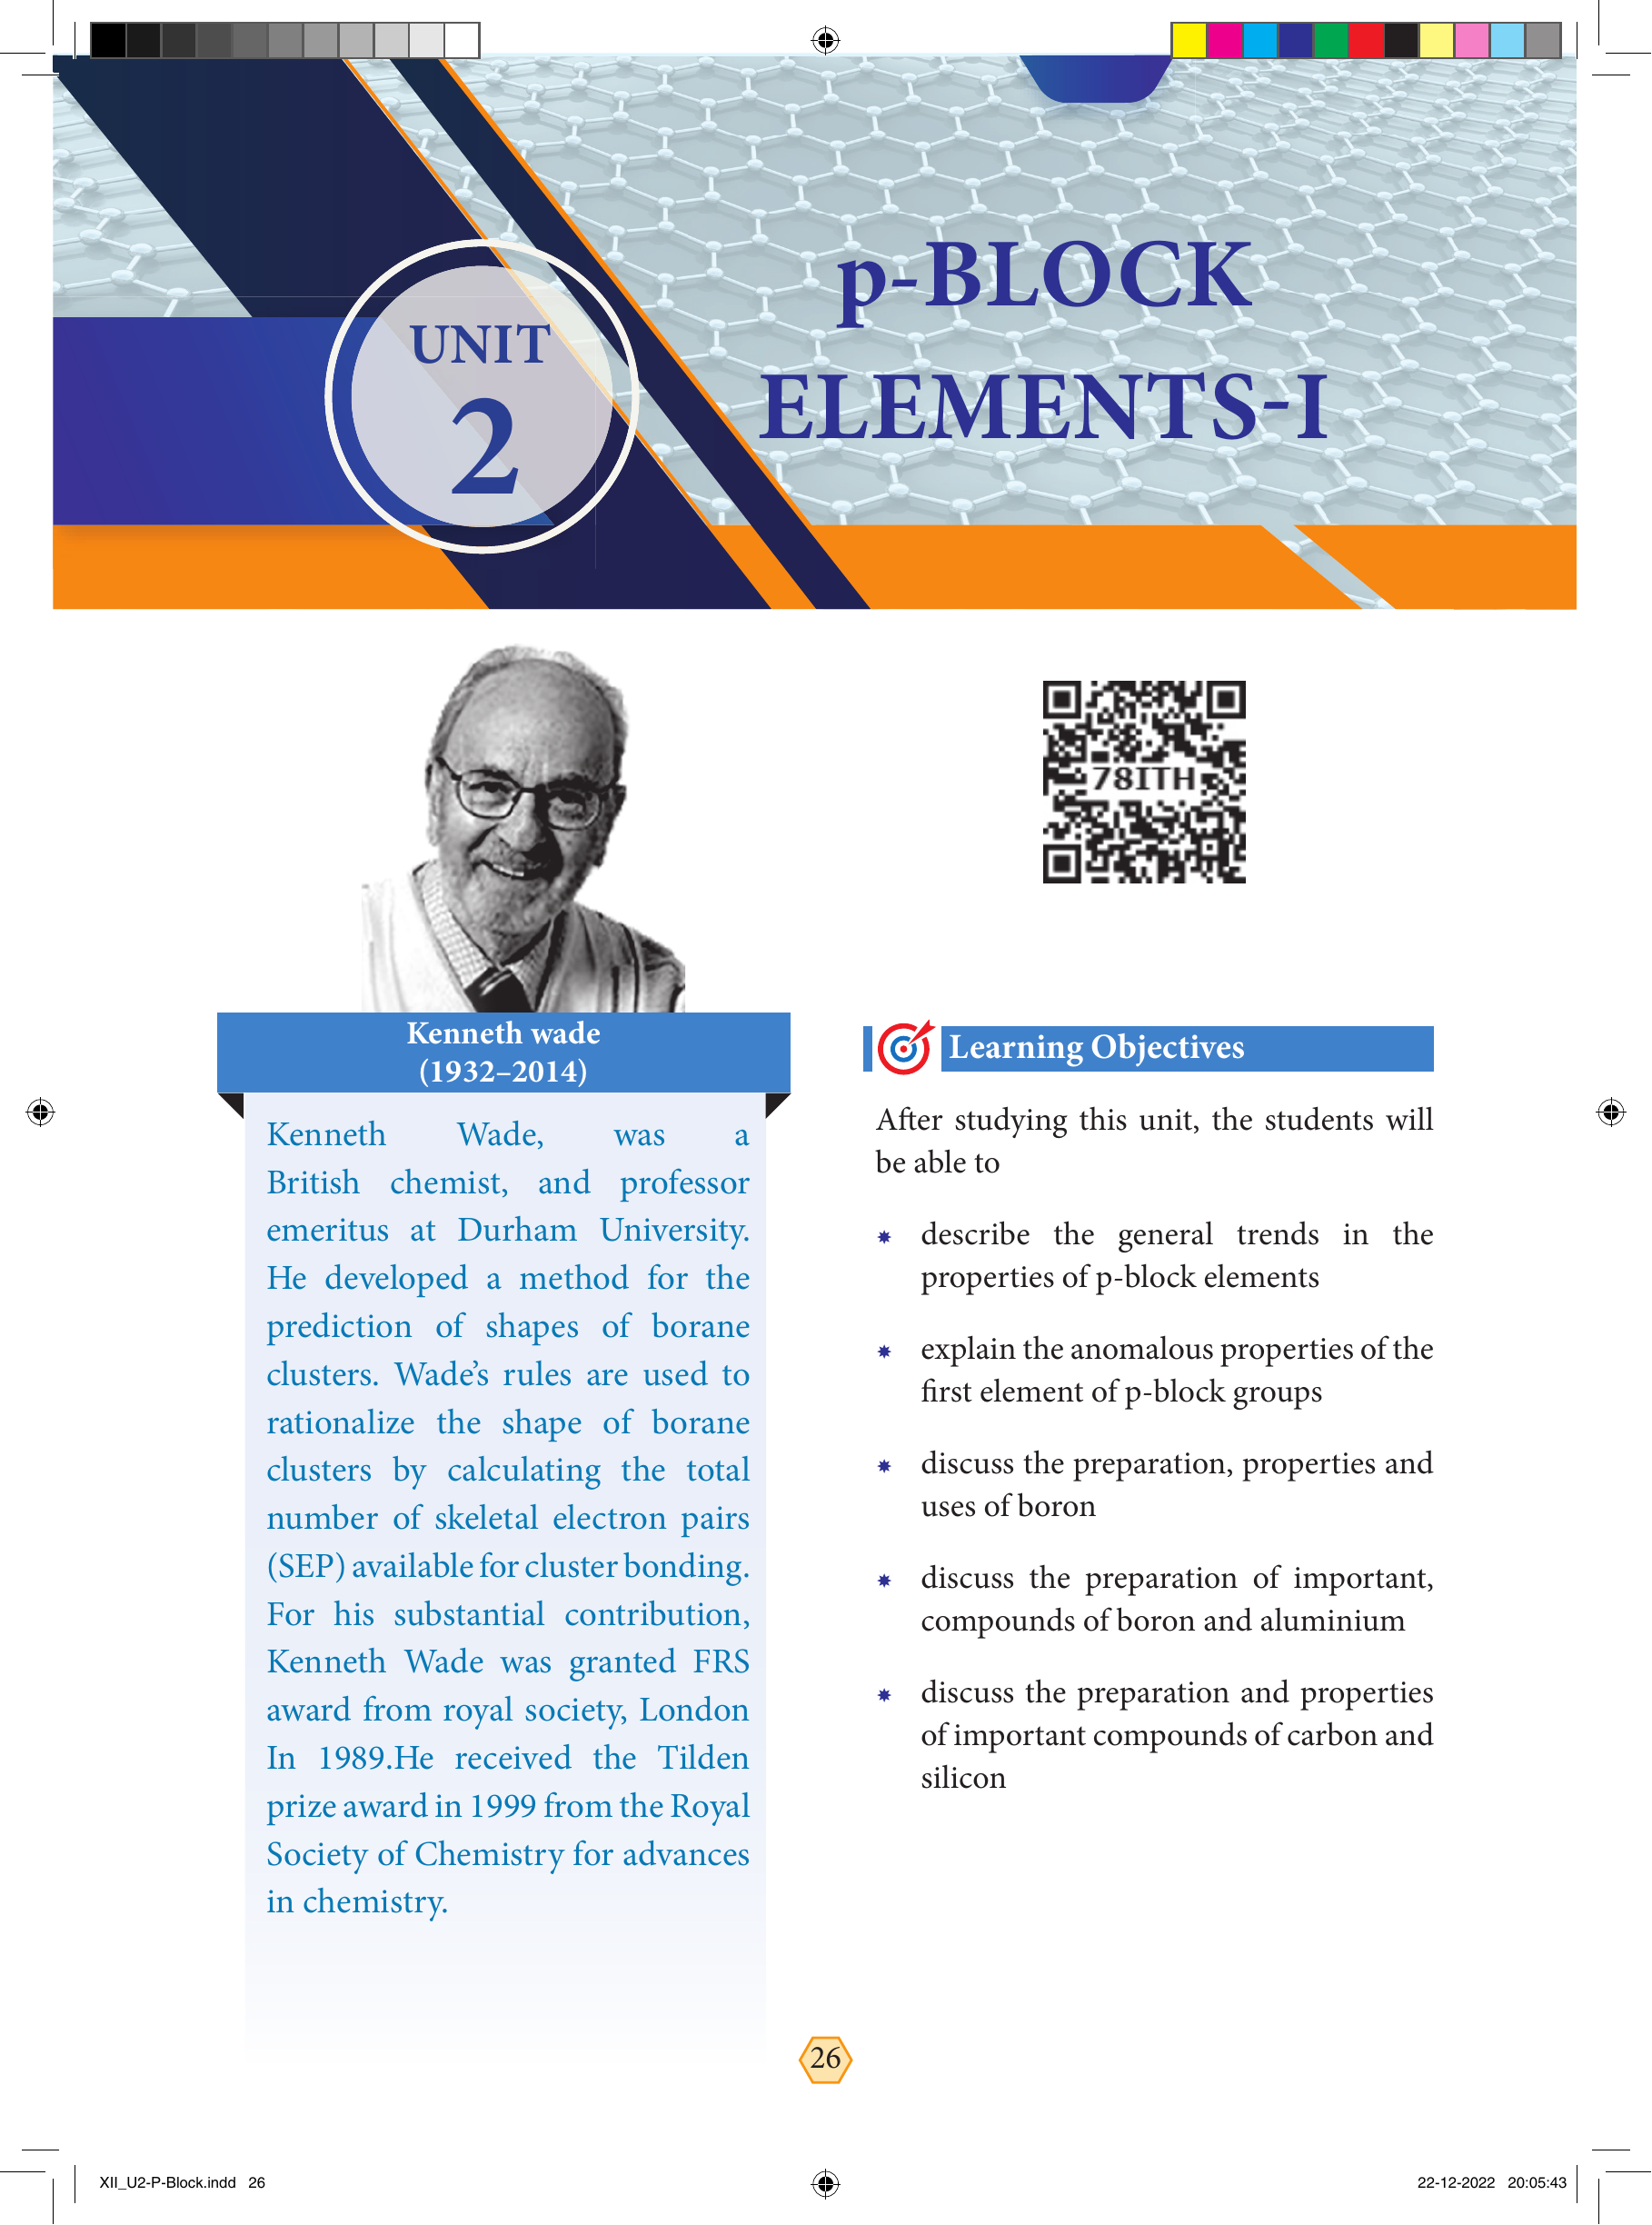 UNIT
2
p-BLOCK
ELEMENTS-I
78ITH
Kenneth wade
(1932–2014)
Kenneth Wade, was a
British chemist, and professor
emeritus at Durham University.
He developed a method for the
prediction of shapes of borane
clusters. Wade’s rules are used to
rationalize the shape of borane
clusters by calculating the total
number of skeletal electron pairs
(SEP) available for cluster bonding.
For his substantial contribution,
Kenneth Wade was granted FRS
award from royal society, London
In 1989.He received the Tilden
prize award in 1999 from the Royal
Society of Chemistry for advances
in chemistry.
Learning Objectives
After studying this unit, the students will
be able to
describe the general trends in the
properties of p-block elements
explain the anomalous properties of the
first element of p-block groups
discuss the preparation, properties and
uses of boron
discuss the preparation of important,
compounds of boron and aluminium
discuss the preparation and properties
of important compounds of carbon and
silicon
26
XII_U2-P-Block.indd 26
22-12-2022 20:05:43